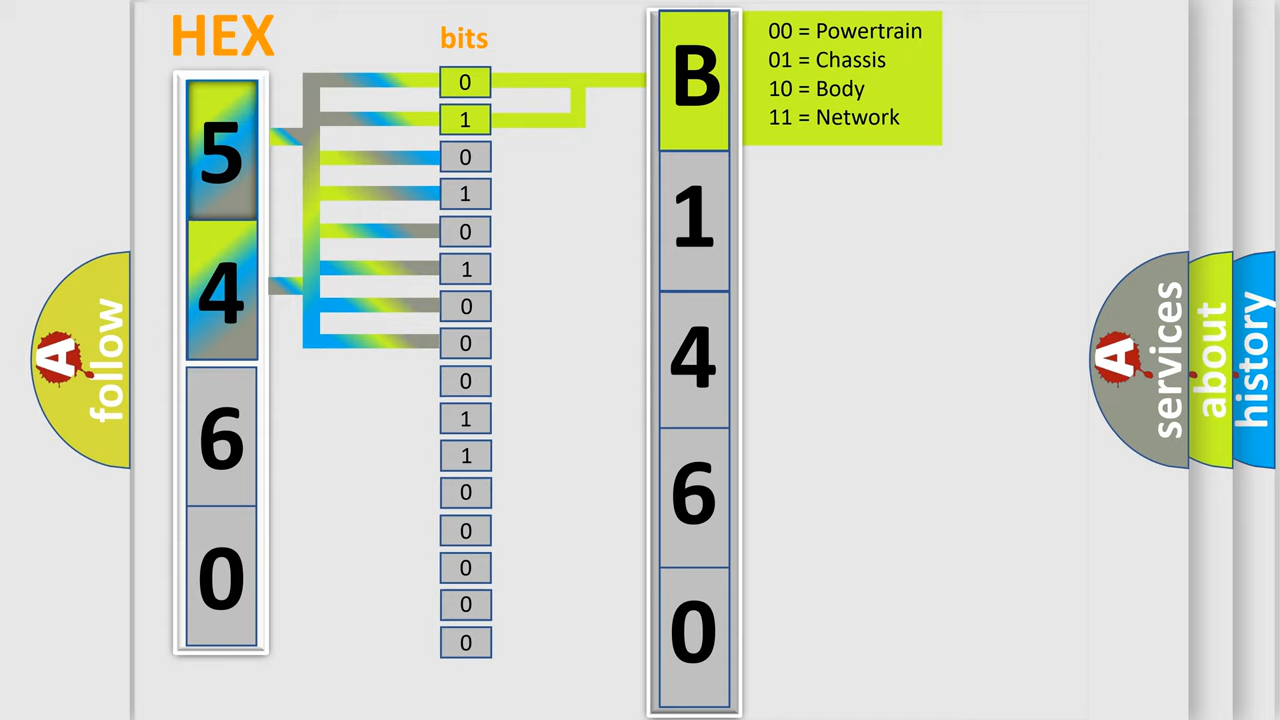 HEX
bits
5
4
6
0
0
1
0
1
0
1
0
0
0
1
1
0
0
0
0
0
B
1
4
6
0
00 = Powertrain
01 = Chassis
10 = Body
11 = Network
A
follow
A
services
about
history